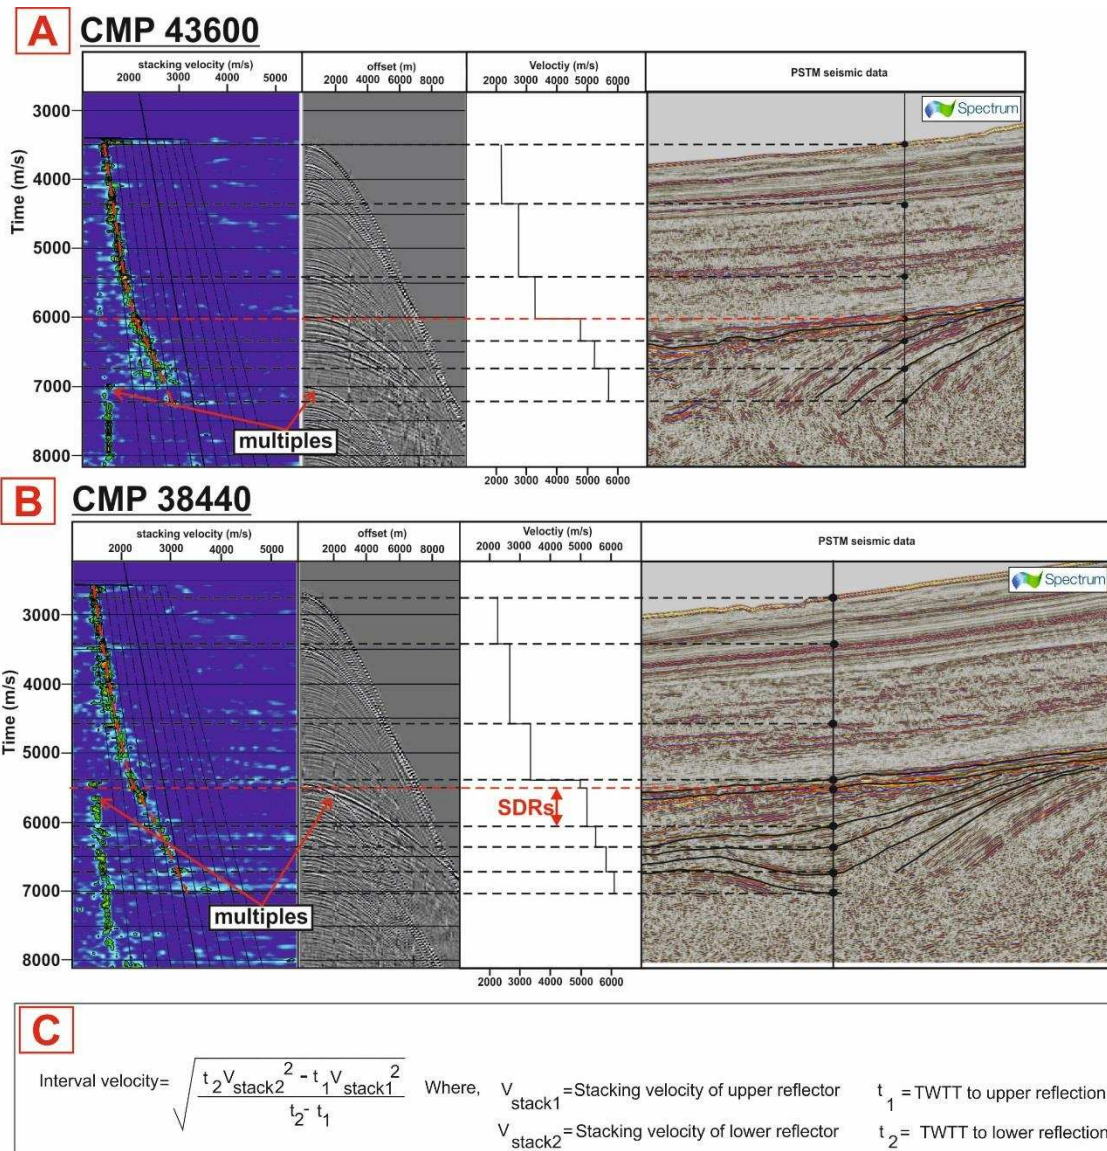 A CMP 43600
stacking velocity (m/s)
2000 3000 4000 5000
offset (m)
2000 4000 6000 8000
Veloctiy (m/s)
2000 3000 4000 5000 6000
PSTM seismic data
Spectrum
Time (m/s)
3000
4000
5000
6000
7000
8000
multiples
2000 3000 4000 5000 6000
B CMP 38440
stacking velocity (m/s)
2000 3000 4000 5000
offset (m)
2000 4000 6000 8000
Veloctiy (m/s)
2000 3000 4000 5000 6000
PSTM seismic data
Spectrum
Time (m/s)
3000
4000
5000
6000
7000
8000
SDRs
multiples
2000 3000 4000 5000 6000
C
Interval velocity= √ t2Vstack2² - t1Vstack1² / t2- t1
Where, Vstack1=Stacking velocity of upper reflector t1 = TWTT to upper reflection
Vstack2=Stacking velocity of lower reflector t2= TWTT to lower reflection